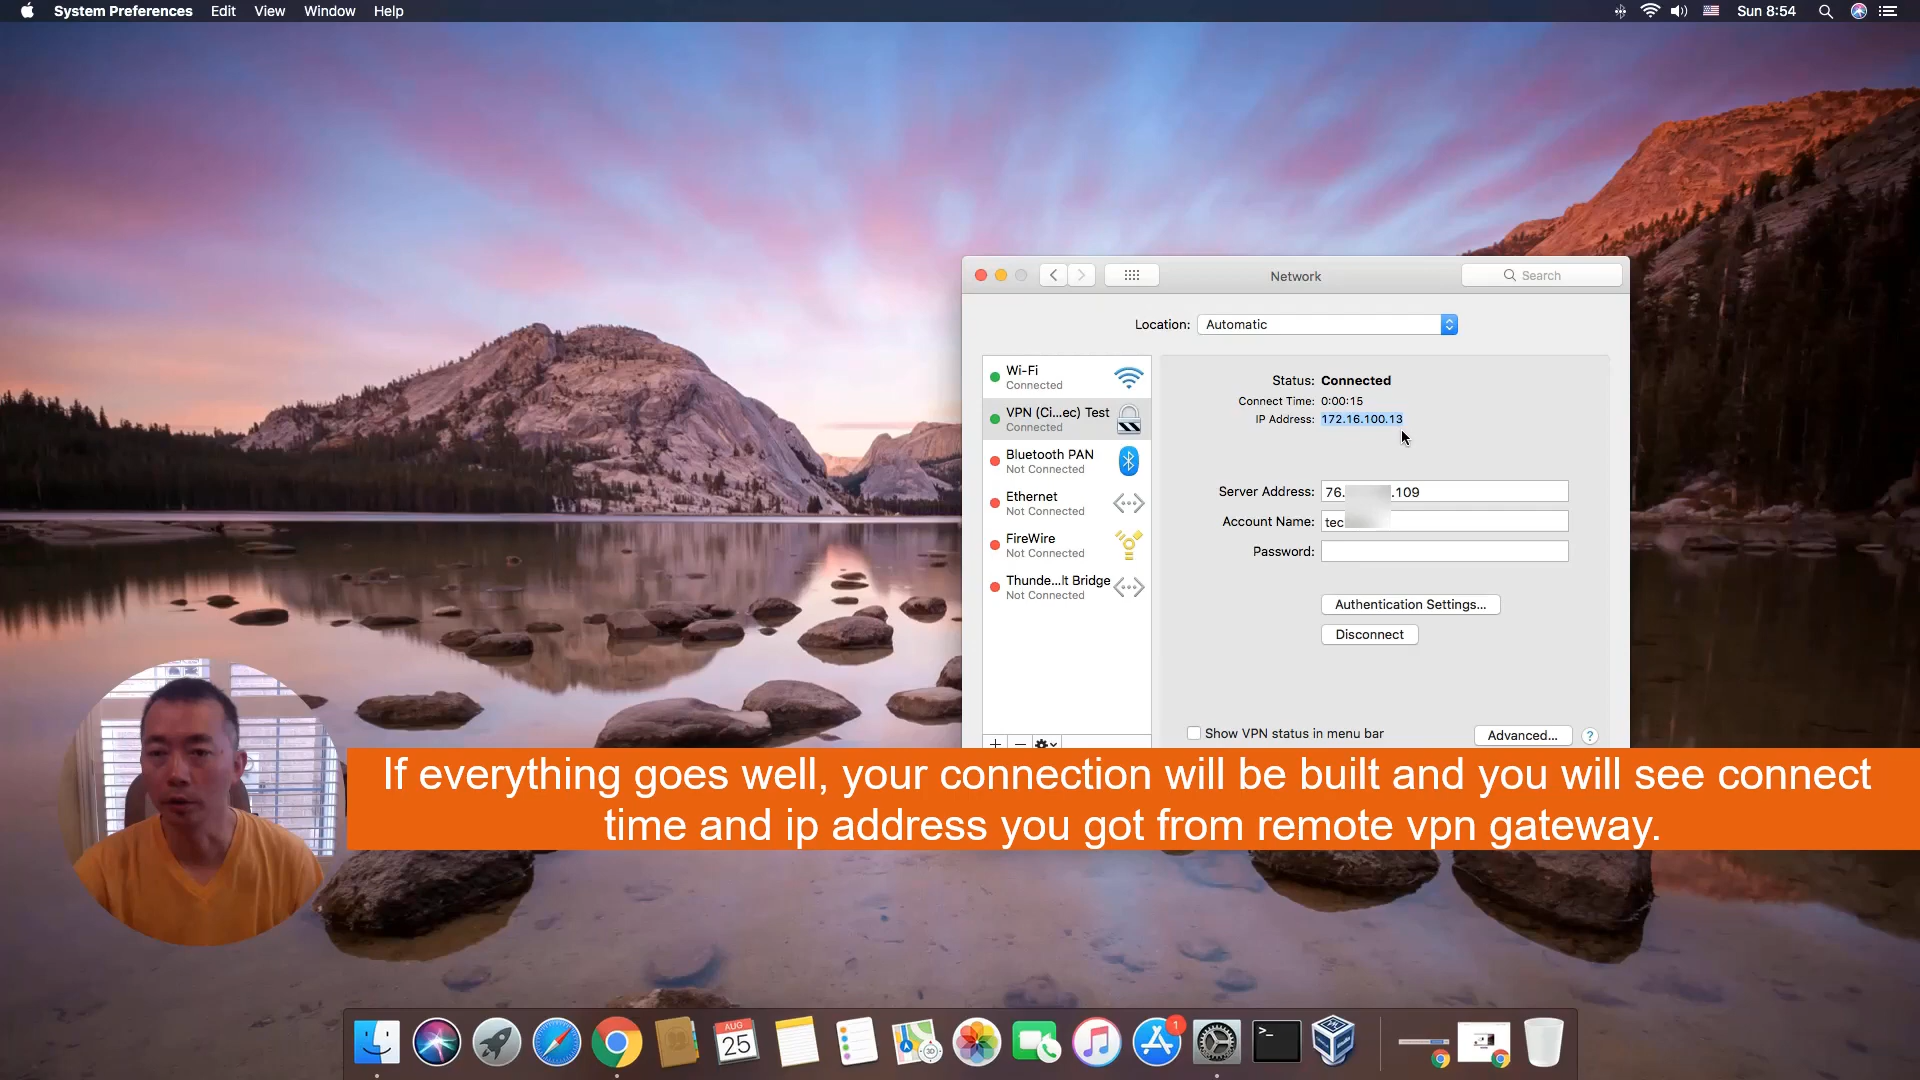 System Preferences Edit View Window Help
Sun 8:54
Network
Search
Location: Automatic
Wi-Fi
Connected
VPN (Ci...ec) Test
Connected
Bluetooth PAN
Not Connected
Ethernet
Not Connected
FireWire
Not Connected
Thunde...lt Bridge
Not Connected
Status: Connected
Connect Time: 0:00:15
IP Address: 172.16.100.13
Server Address: 76. .109
Account Name: tec
Password:
Authentication Settings...
Disconnect
Show VPN status in menu bar
Advanced... ?
If everything goes well, your connection will be built and you will see connect
time and ip address you got from remote vpn gateway.
AUG
25
3D
1
>_